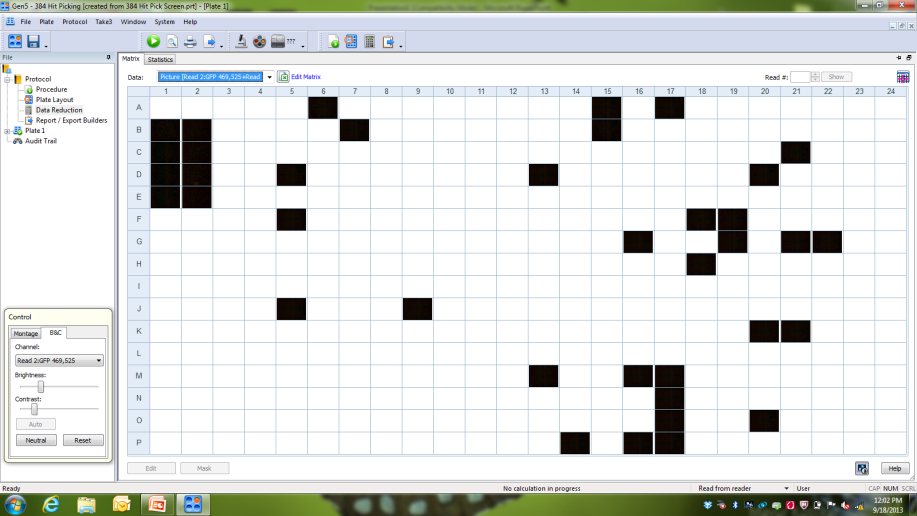 Gen5 - 384 Hit Picking [created from 384 Hit Pick Screen.prt] - [Plate 1]
File Plate Protocol Take3 Window System Help
???
File
Protocol
Procedure
Plate Layout
Data Reduction
Report / Export Builders
Plate 1
Audit Trail
Matrix Statistics
Data: Picture [Read 2:GFP 469,525+Read Edit Matrix Read #: Show
1 2 3 4 5 6 7 8 9 10 11 12 13 14 15 16 17 18 19 20 21 22 23 24
A
B
C
D
E
F
G
H
I
J
K
L
M
N
O
P
Control
Montage B&C
Channel:
Read 2:GFP 469,525
Brightness:
Contrast:
Auto
Neutral Reset
Edit Mask Help
Ready No calculation in progress Read from reader User CAP NUM SCRL
12:02 PM
9/18/2013